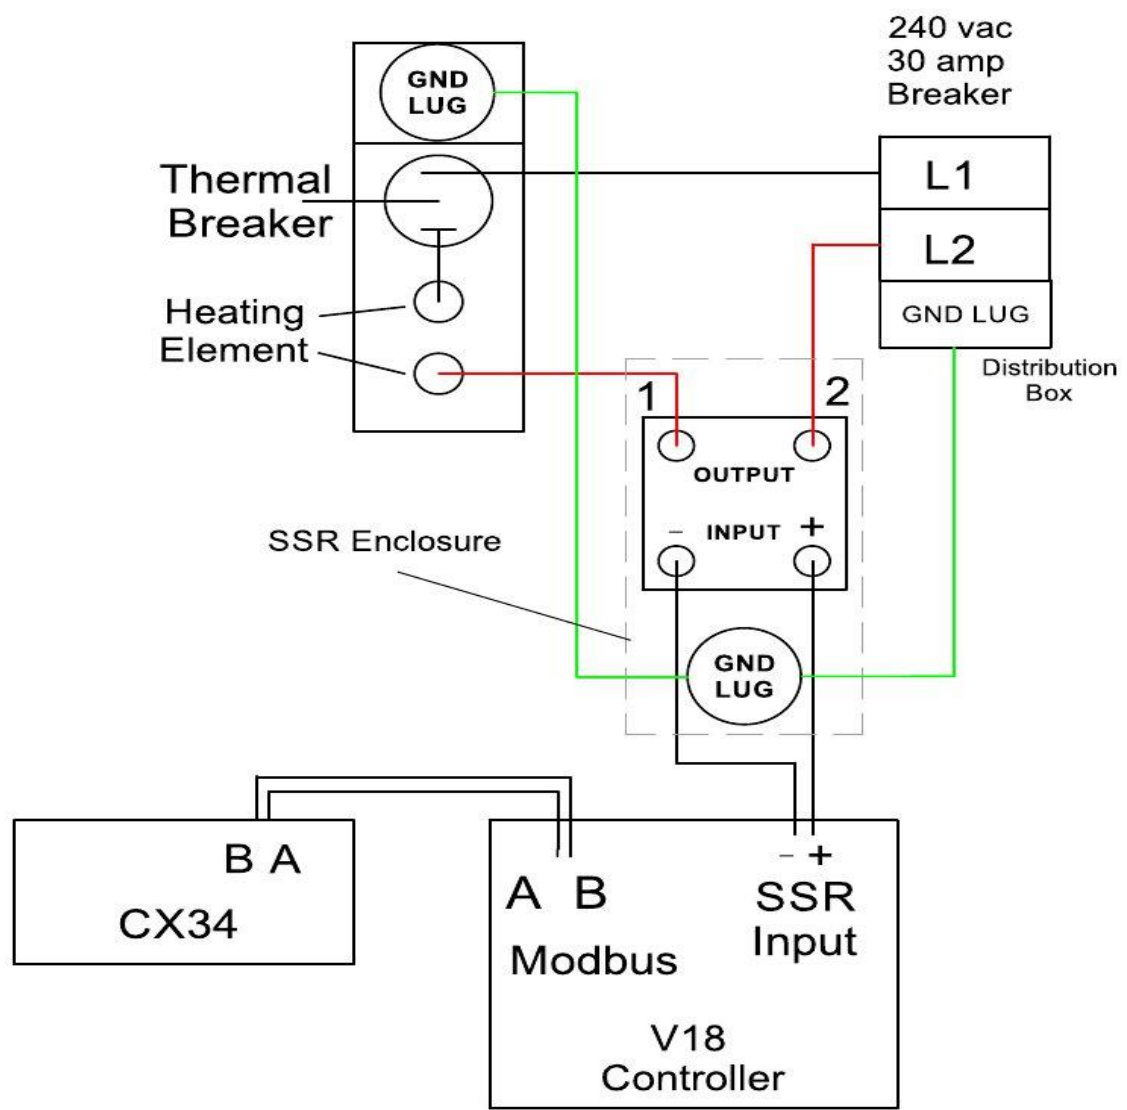 240 vac
30 amp
Breaker
GND
LUG
Thermal
Breaker
L1
L2
GND LUG
Distribution
Box
Heating
Element
1 2
OUTPUT
- INPUT +
SSR Enclosure
GND
LUG
B A
CX34
- +
SSR
Input
A B
Modbus
V18
Controller